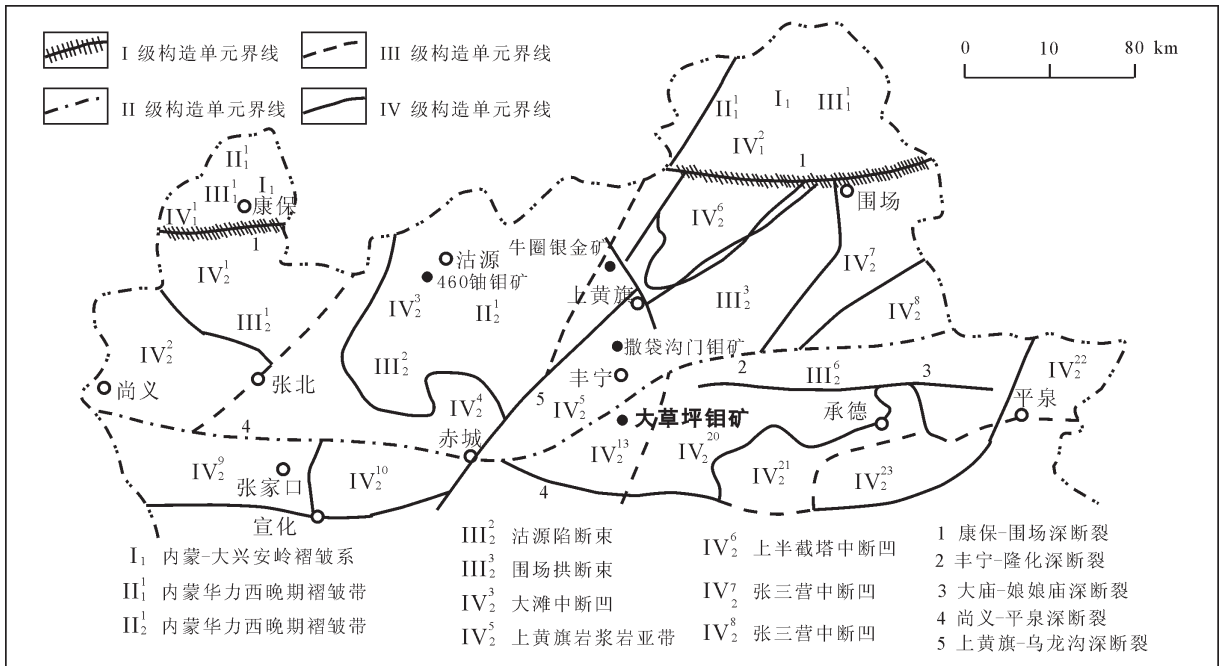 I 级构造单元界线
III 级构造单元界线
II 级构造单元界线
IV 级构造单元界线
0 10 80 km
II₁¹ I₁ III₁¹
IV₁² 1
围场
II₁¹
III₁¹ I₁
IV₁¹ 康保
1
IV₂¹
III₂¹
IV₂²
尚义
张北
4
沽源
460铀钼矿
IV₂³ II₂¹
III₂²
IV₂⁴
赤城
牛圈银金矿
上黄旗
IV₂⁶
III₂³
IV₂⁷
IV₂⁸
撒袋沟门钼矿
丰宁
5 IV₂⁵
大草坪钼矿
2 III₂⁶ 3
承德
平泉
IV₂²²
IV₂⁹
张家口
IV₂¹⁰
宣化
4
IV₂¹³ IV₂²⁰
IV₂²¹
IV₂²³
I₁ 内蒙-大兴安岭褶皱系
II₁¹ 内蒙华力西晚期褶皱带
II₂¹ 内蒙华力西晚期褶皱带
III₂² 沽源陷断束
III₂³ 围场拱断束
IV₂³ 大滩中断凹
IV₂⁵ 上黄旗岩浆岩亚带
IV₂⁶ 上半截塔中断凹
IV₂⁷ 张三营中断凹
IV₂⁸ 张三营中断凹
1 康保-围场深断裂
2 丰宁-隆化深断裂
3 大庙-娘娘庙深断裂
4 尚义-平泉深断裂
5 上黄旗-乌龙沟深断裂